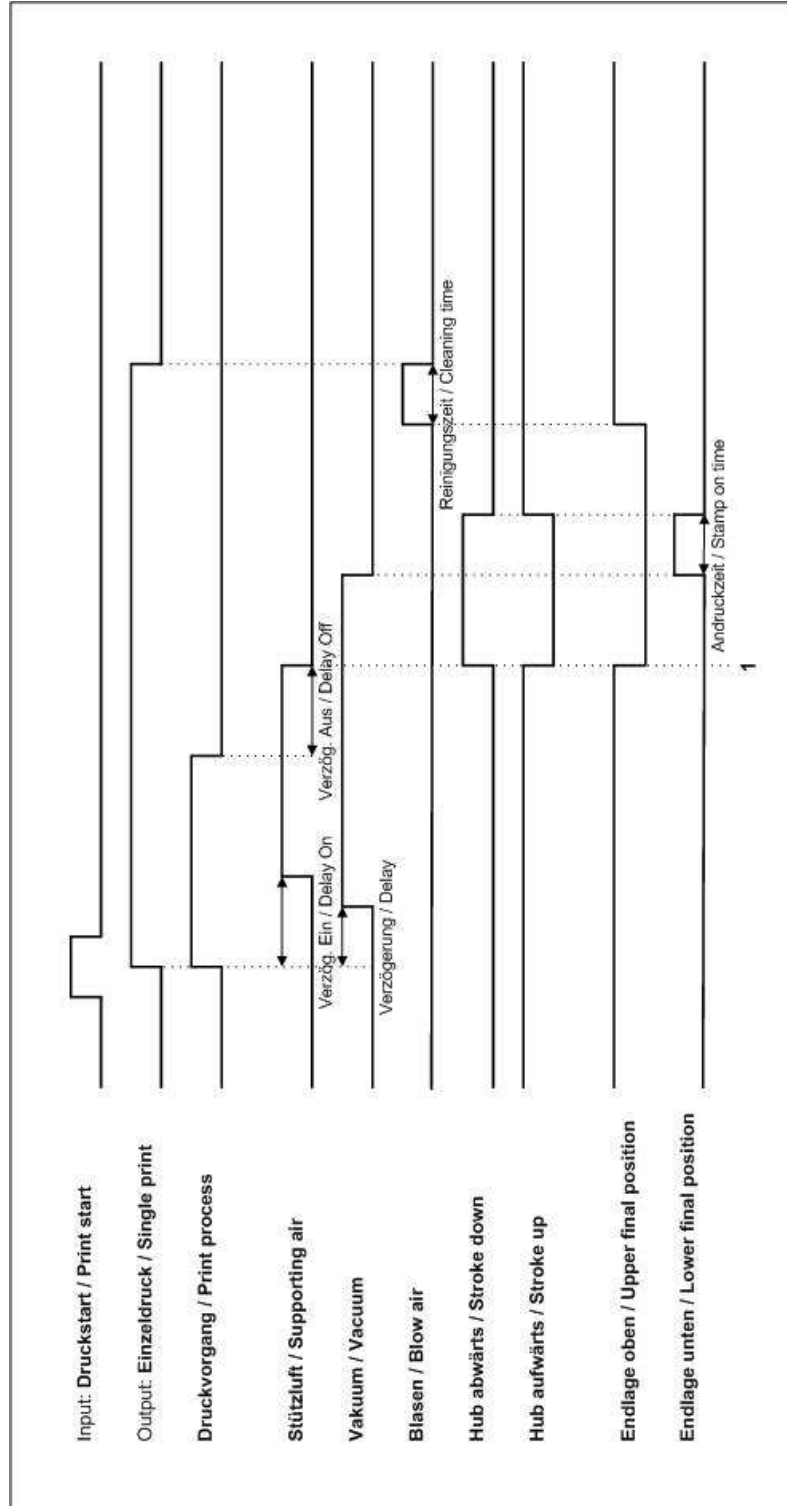 Input: Druckstart / Print start
Output: Einzeldruck / Single print
Druckvorgang / Print process
Stützluft / Supporting air
Verzög. Ein / Delay On
Verzög. Aus / Delay Off
Vakuum / Vacuum
Verzögerung / Delay
Blasen / Blow air
Reinigungszeit / Cleaning time
Hub abwärts / Stroke down
Hub aufwärts / Stroke up
Endlage oben / Upper final position
Endlage unten / Lower final position
Andruckzeit / Stamp on time
1